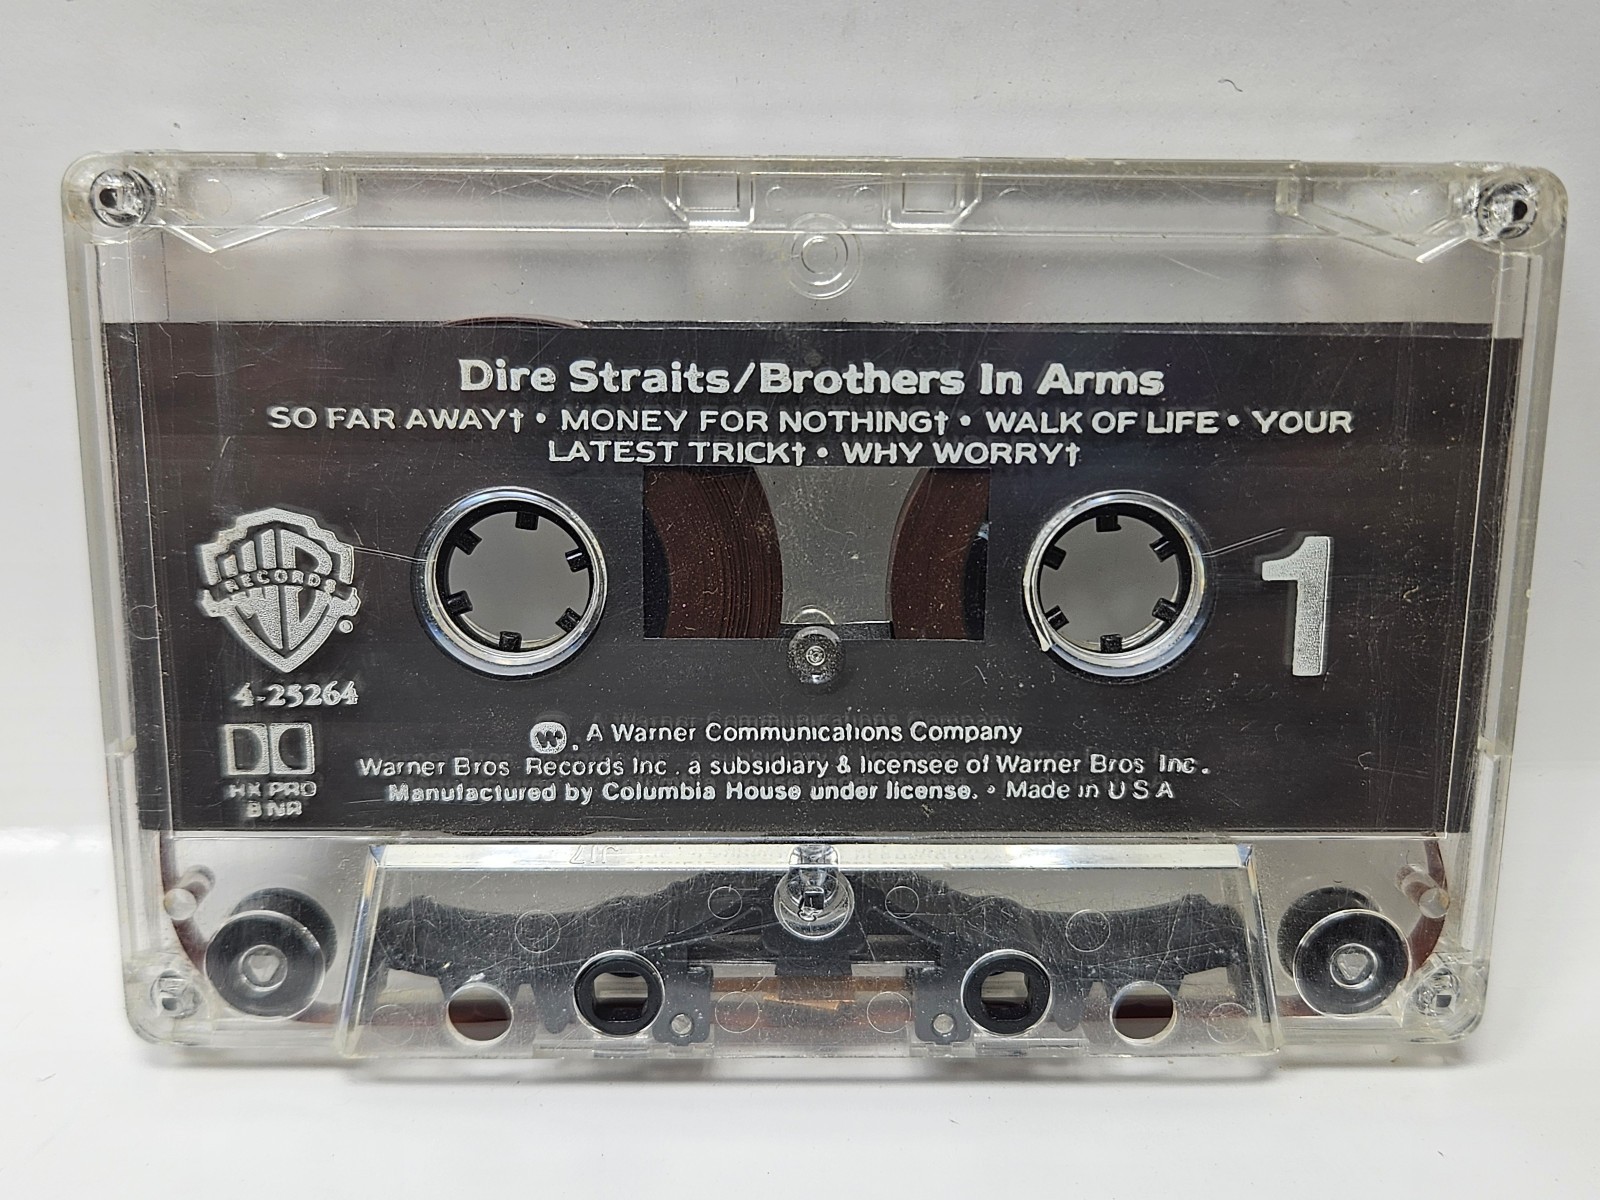 Dire Straits/Brothers In Arms
SO FAR AWAY† • MONEY FOR NOTHING† • WALK OF LIFE • YOUR
LATEST TRICK† • WHY WORRY†
WB
RECORDS
®
1
4-25264
W. A Warner Communications Company
Warner Bros Records Inc. a subsidiary & licensee of Warner Bros Inc.
Manufactured by Columbia House under license. • Made in U S A
HX PRO
B NR